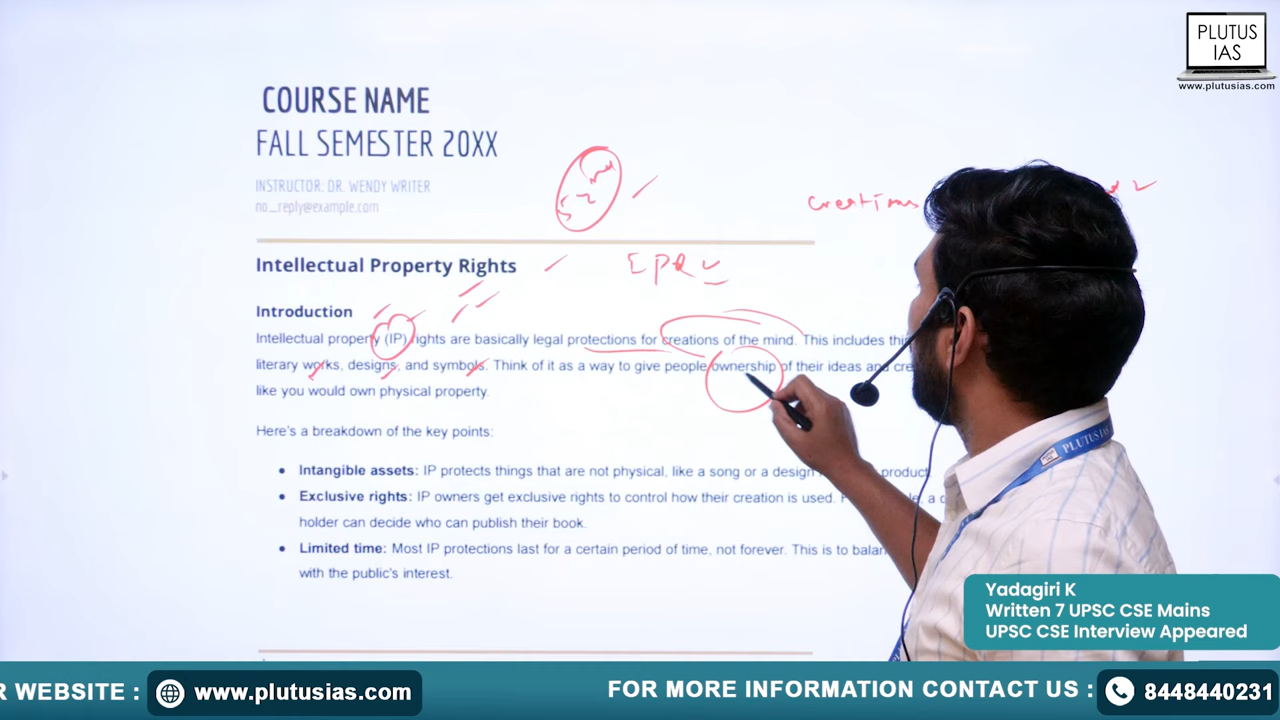 PLUTUS
IAS
www.plutusias.com
COURSE NAME
FALL SEMESTER 20XX
INSTRUCTOR: DR. WENDY WRITER
no_reply@example.com
creations
Intellectual Property Rights
IPR
Introduction
Intellectual property (IP) rights are basically legal protections for creations of the mind. This includes
literary works, designs, and symbols. Think of it as a way to give people ownership of their ideas and
like you would own physical property.
Here's a breakdown of the key points:
• Intangible assets: IP protects things that are not physical, like a song or a design product.
• Exclusive rights: IP owners get exclusive rights to control how their creation is used. a
holder can decide who can publish their book.
• Limited time: Most IP protections last for a certain period of time, not forever. This is to
with the public's interest.
PLUTUS IAS
Yadagiri K
Written 7 UPSC CSE Mains
UPSC CSE Interview Appeared
R WEBSITE : www.plutusias.com FOR MORE INFORMATION CONTACT US : 8448440231